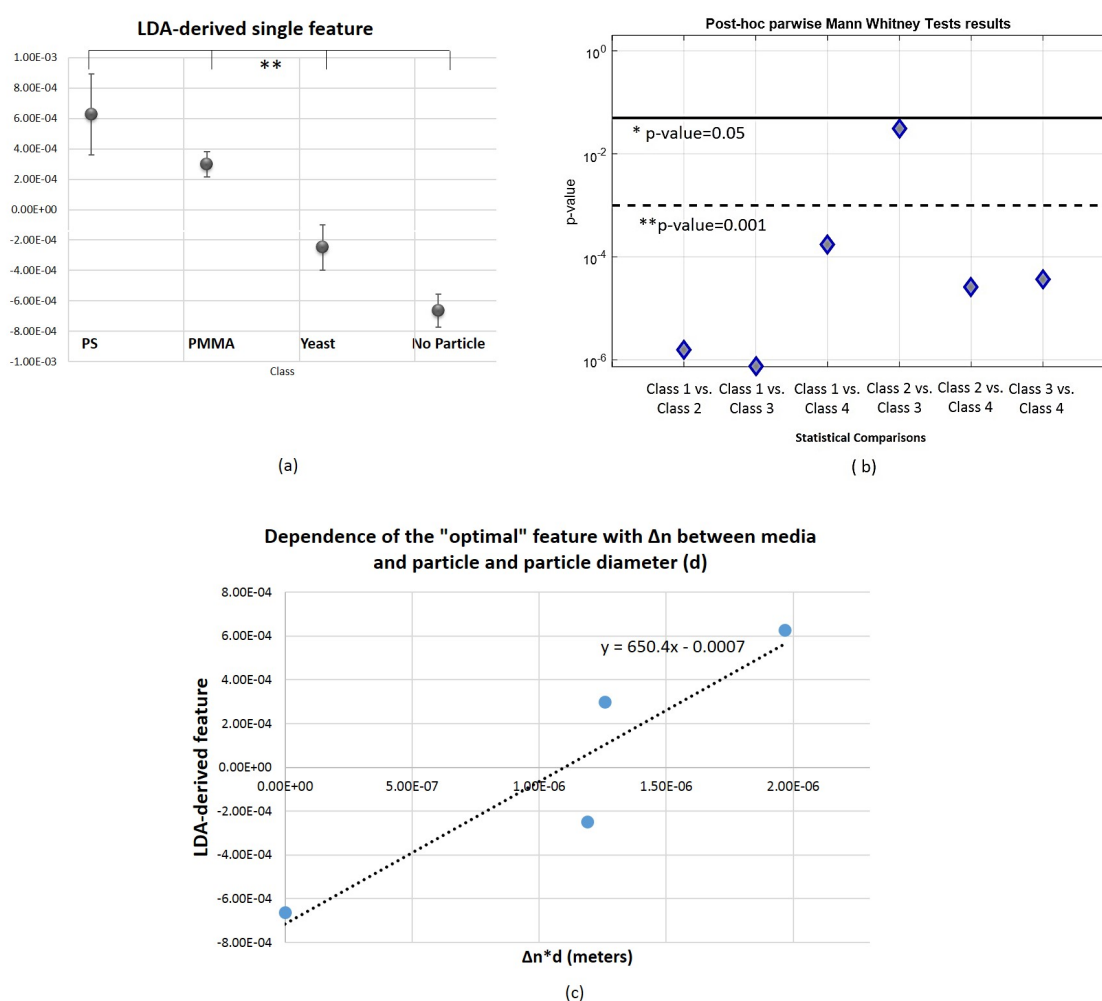 LDA-derived single feature
**
1.00E-03
8.00E-04
6.00E-04
4.00E-04
2.00E-04
0.00E+00
-2.00E-04
-4.00E-04
-6.00E-04
-8.00E-04
-1.00E-03
PS PMMA Yeast No Particle
Class
(a)
Post-hoc parwise Mann Whitney Tests results
p-value
10^0
10^-2
10^-4
10^-6
* p-value=0.05
**p-value=0.001
Class 1 vs. Class 1 vs. Class 1 vs. Class 2 vs. Class 2 vs. Class 3 vs.
Class 2 Class 3 Class 4 Class 3 Class 4 Class 4
Statistical Comparisons
( b)
Dependence of the "optimal" feature with Δn between media
and particle and particle diameter (d)
LDA-derived feature
8.00E-04
6.00E-04
4.00E-04
2.00E-04
0.00E+00
-2.00E-04
-4.00E-04
-6.00E-04
-8.00E-04
y = 650.4x - 0.0007
0.00E+00 5.00E-07 1.00E-06 1.50E-06 2.00E-06
Δn*d (meters)
(c)